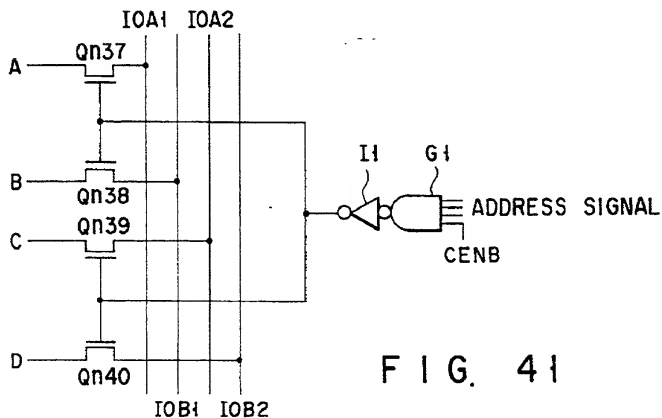 IOA1 IOA2
Qn37
A
I1 G1
B
Qn38
Qn39
ADDRESS SIGNAL
C
CENB
D
Qn40
IOB1 IOB2
FIG. 41